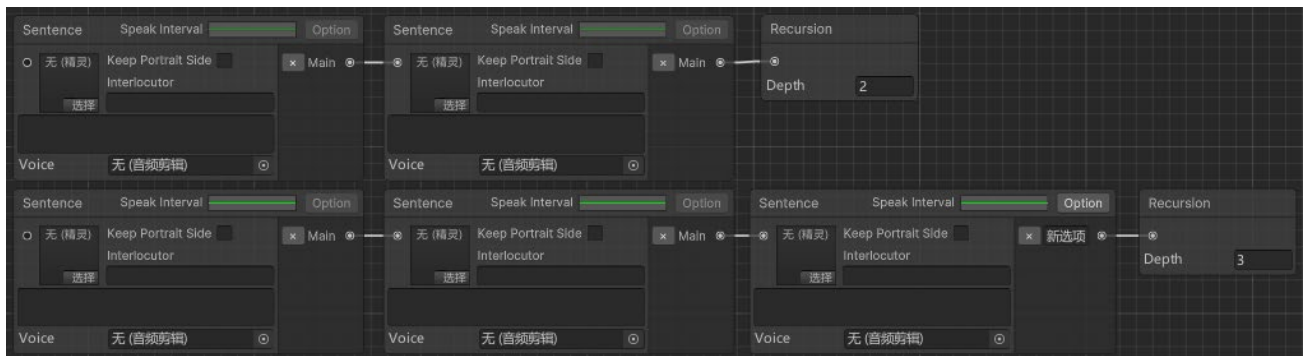 Sentence Speak Interval Option Sentence Speak Interval Option Recursion
无 (精灵) Keep Portrait Side × Main 无 (精灵) Keep Portrait Side × Main
Interlocutor Interlocutor Depth 2
选择 选择
Voice 无 (音频剪辑) Voice 无 (音频剪辑)
Sentence Speak Interval Option Sentence Speak Interval Option Sentence Speak Interval Option Recursion
无 (精灵) Keep Portrait Side × Main 无 (精灵) Keep Portrait Side × Main 无 (精灵) Keep Portrait Side × 新选项
Interlocutor Interlocutor Interlocutor Depth 3
选择 选择 选择
Voice 无 (音频剪辑) Voice 无 (音频剪辑) Voice 无 (音频剪辑)